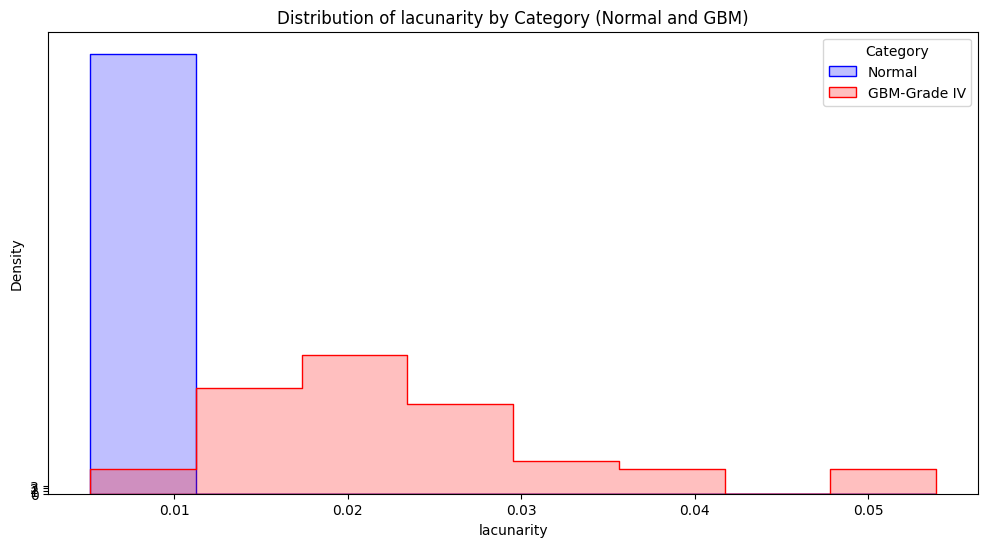 Distribution of lacunarity by Category (Normal and GBM)
Category
Normal
GBM-Grade IV
Density
0
0.01
0.02
0.03
0.04
0.05
lacunarity